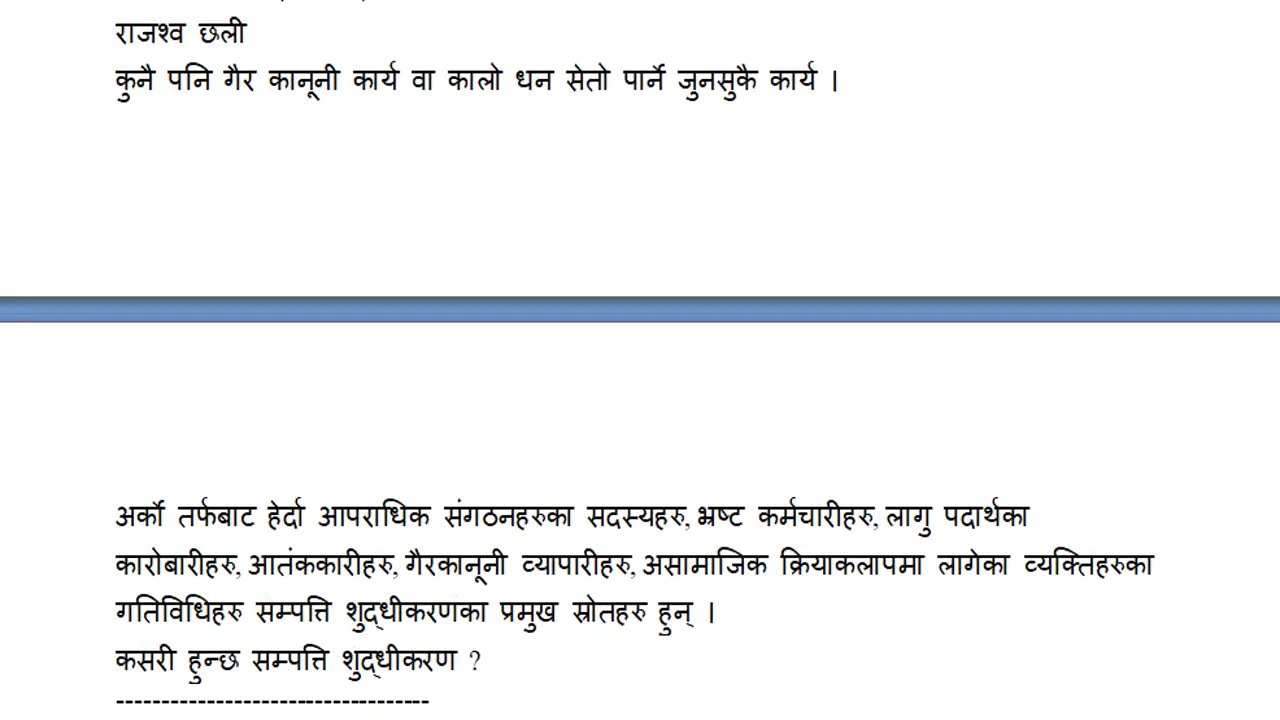 राजश्व छली
कुनै पनि गैर कानूनी कार्य वा कालो धन सेतो पार्ने जुनसुकै कार्य ।
अर्को तर्फबाट हेर्दा आपराधिक संगठनहरुका सदस्यहरु, भ्रष्ट कर्मचारीहरु, लागु पदार्थका
कारोबारीहरु, आतंककारीहरु, गैरकानूनी व्यापारीहरु, असामाजिक क्रियाकलापमा लागेका व्यक्तिहरुका
गतिविधिहरु सम्पत्ति शुद्धीकरणका प्रमुख स्रोतहरु हुन् ।
कसरी हुन्छ सम्पत्ति शुद्धीकरण ?
-----------------------------------